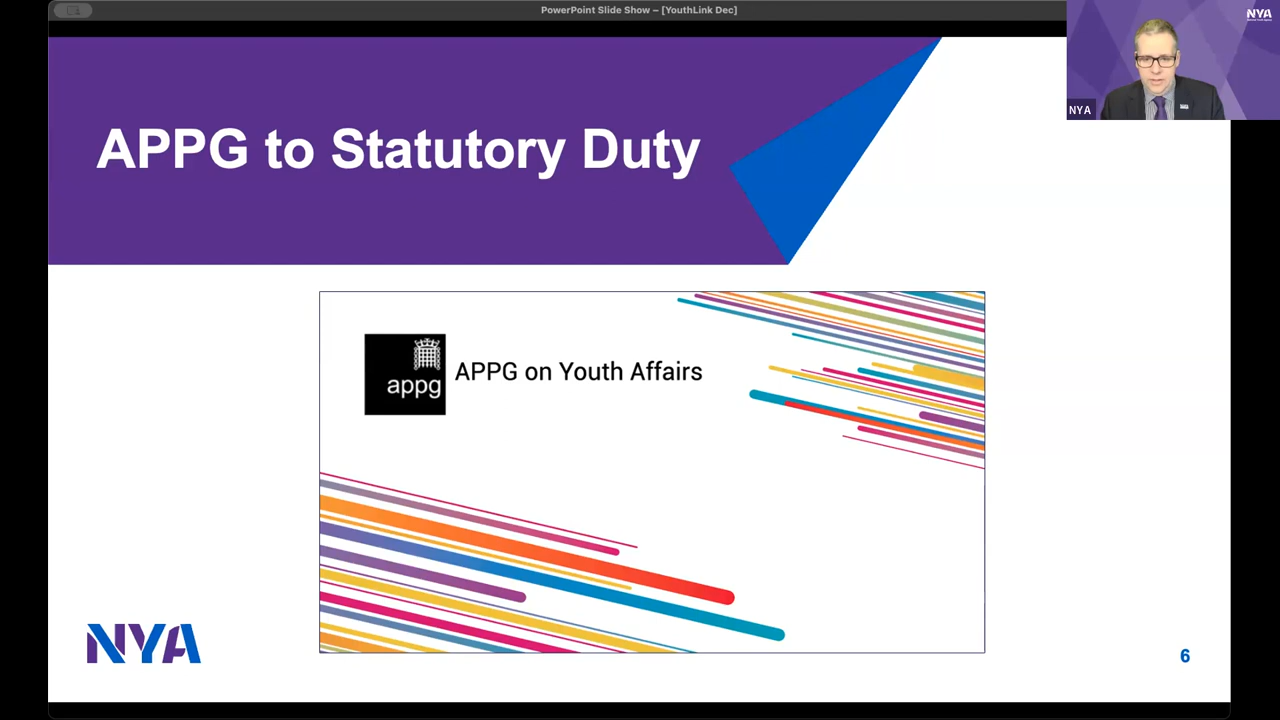 PowerPoint Slide Show – [YouthLink Dec]
NYA
NYA
APPG to Statutory Duty
appg
APPG on Youth Affairs
NYA
6